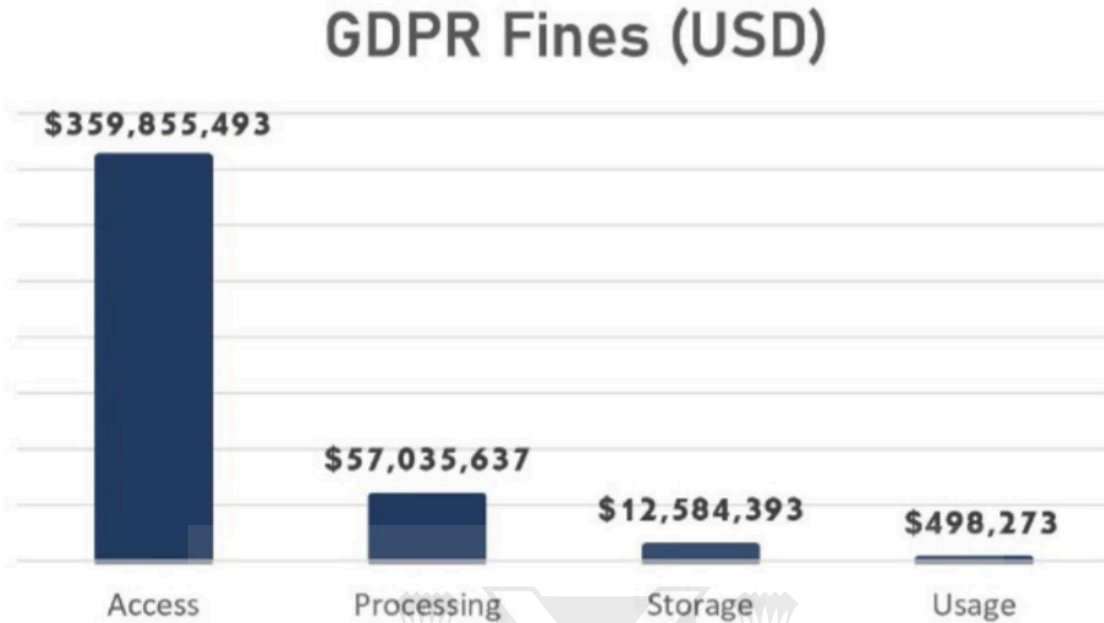 GDPR Fines (USD)
$359,855,493
$57,035,637
$12,584,393
$498,273
Access Processing Storage Usage